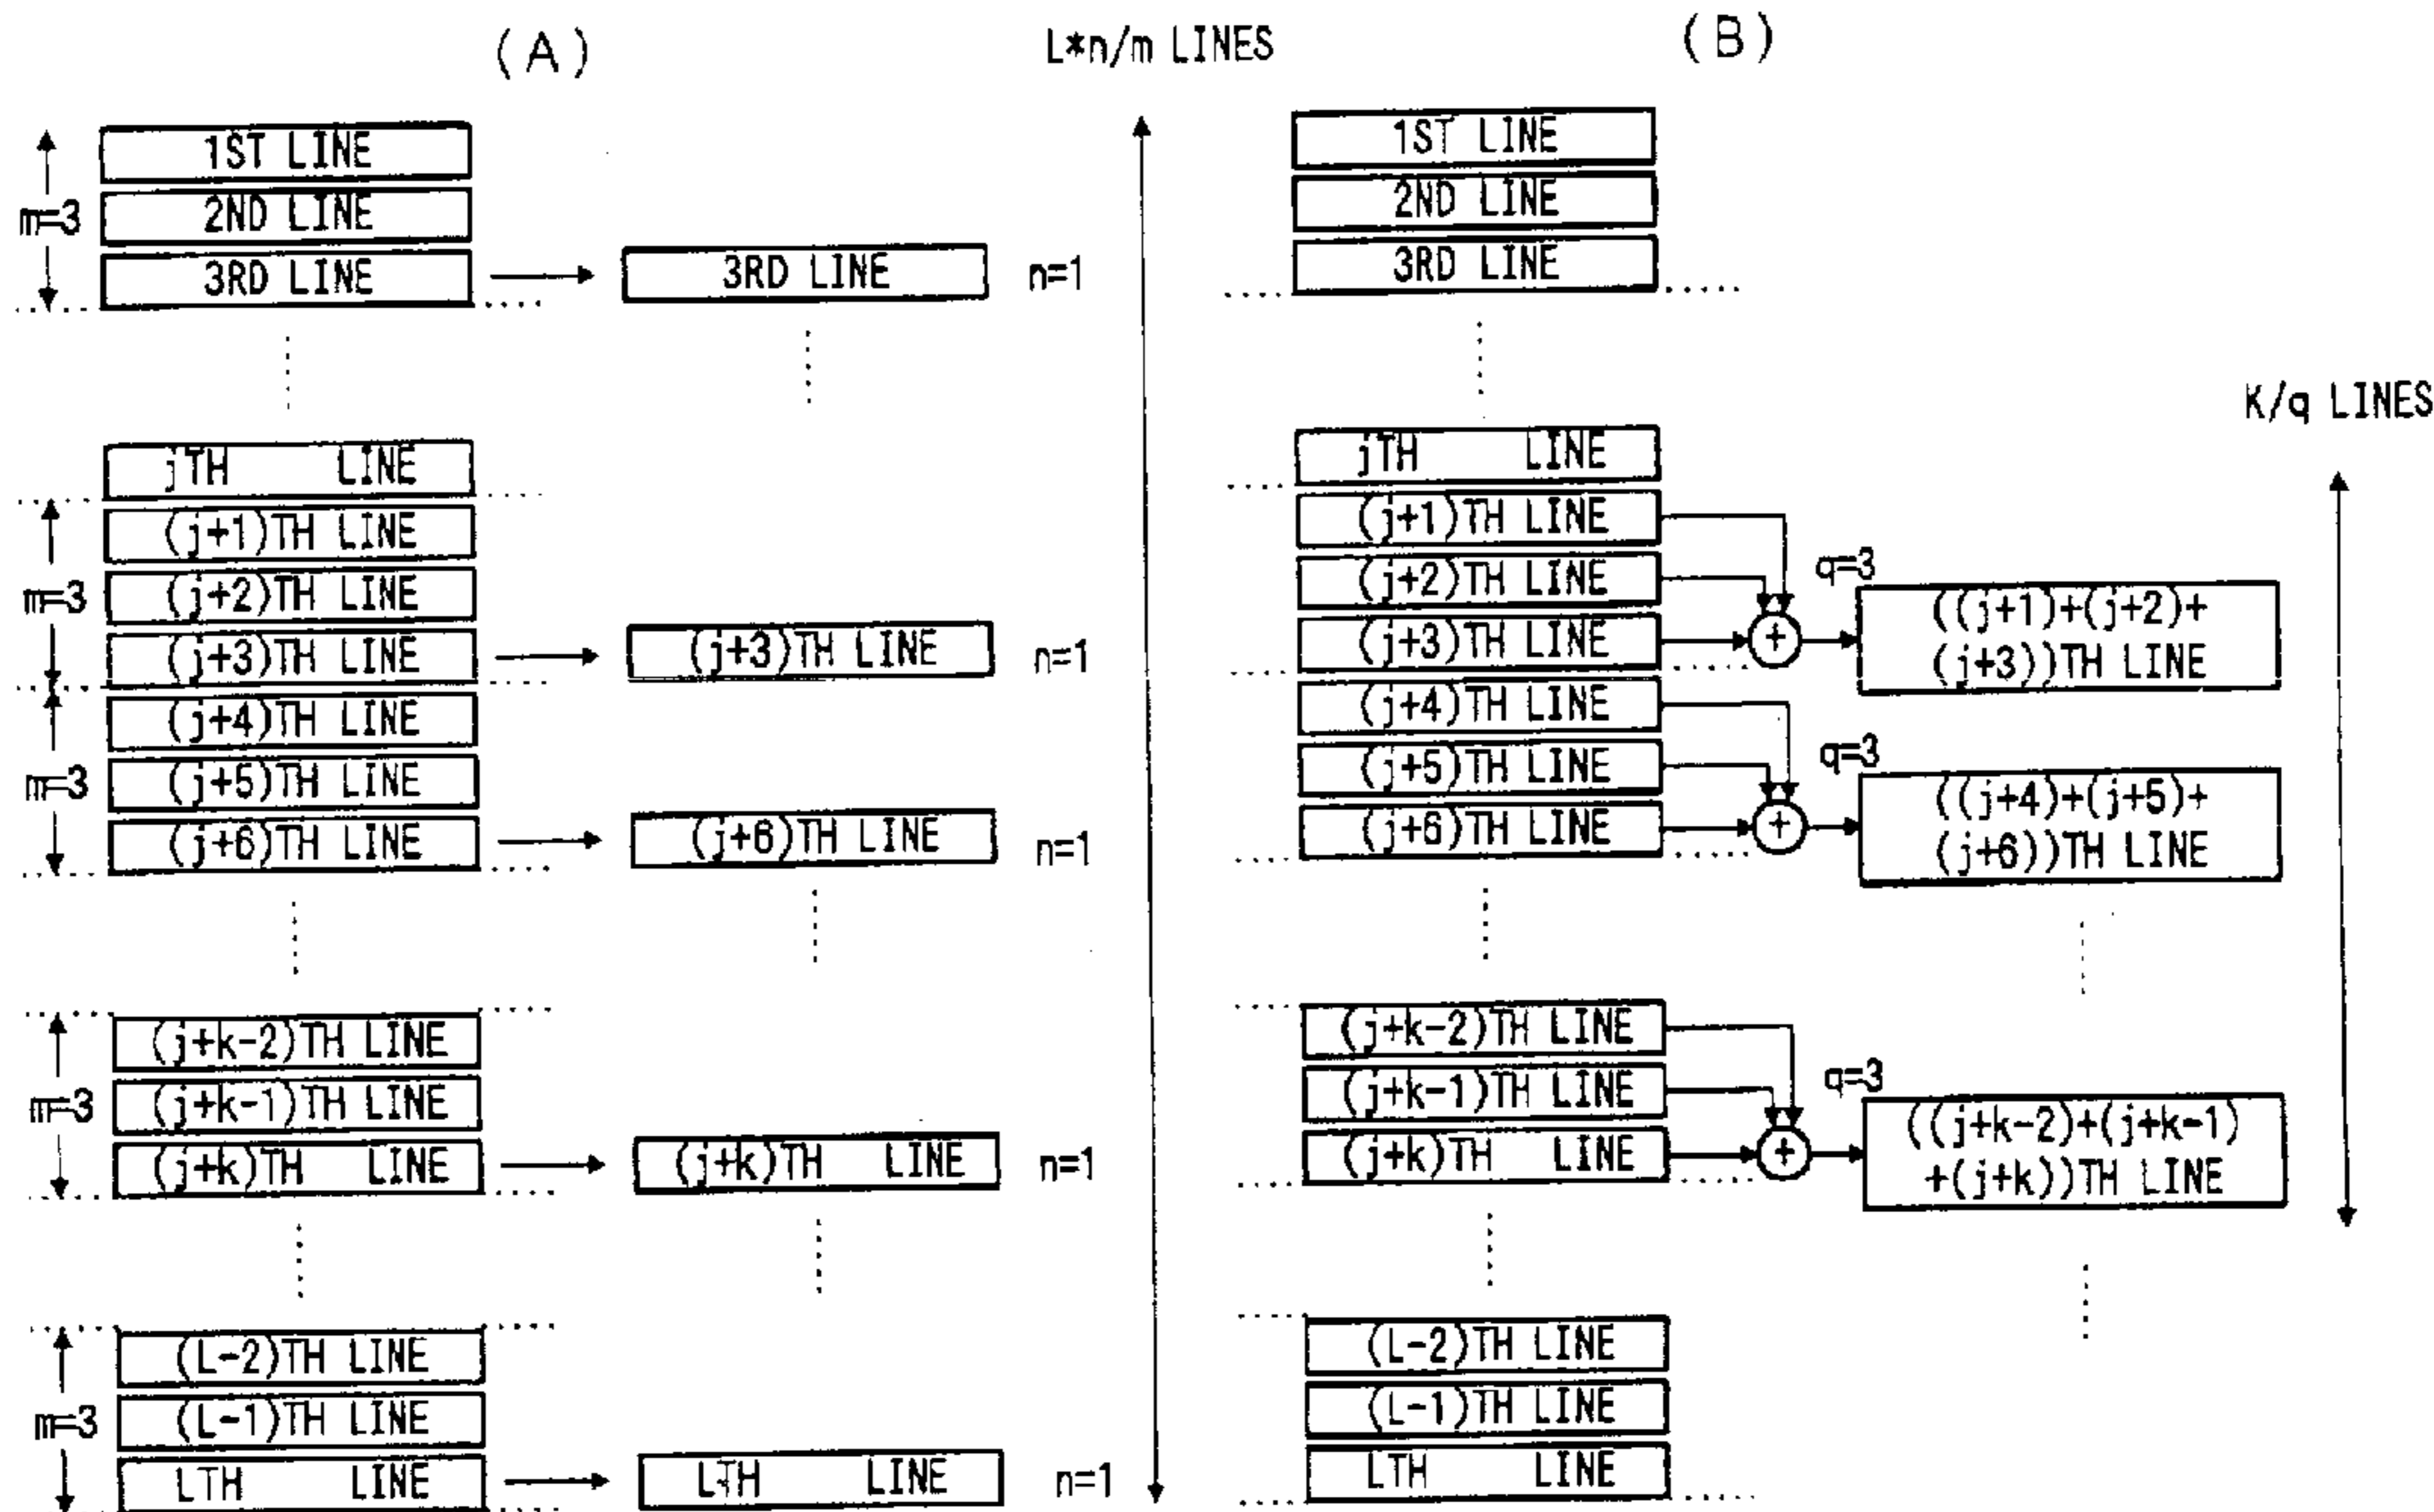 (A)
L*n/m LINES
(B)
1ST LINE
2ND LINE
3RD LINE
m=3
3RD LINE
n=1
jTH LINE
(j+1)TH LINE
(j+2)TH LINE
(j+3)TH LINE
m=3
(j+3)TH LINE
n=1
(j+4)TH LINE
(j+5)TH LINE
(j+6)TH LINE
m=3
(j+6)TH LINE
n=1
(j+k-2)TH LINE
(j+k-1)TH LINE
(j+k)TH LINE
m=3
(j+k)TH LINE
n=1
(L-2)TH LINE
(L-1)TH LINE
LTH LINE
m=3
LTH LINE
n=1
1ST LINE
2ND LINE
3RD LINE
K/q LINES
jTH LINE
(j+1)TH LINE
(j+2)TH LINE
(j+3)TH LINE
q=3
((j+1)+(j+2)+
(j+3))TH LINE
(j+4)TH LINE
(j+5)TH LINE
(j+6)TH LINE
q=3
((j+4)+(j+5)+
(j+6))TH LINE
(j+k-2)TH LINE
(j+k-1)TH LINE
(j+k)TH LINE
q=3
((j+k-2)+(j+k-1)
+(j+k))TH LINE
(L-2)TH LINE
(L-1)TH LINE
LTH LINE